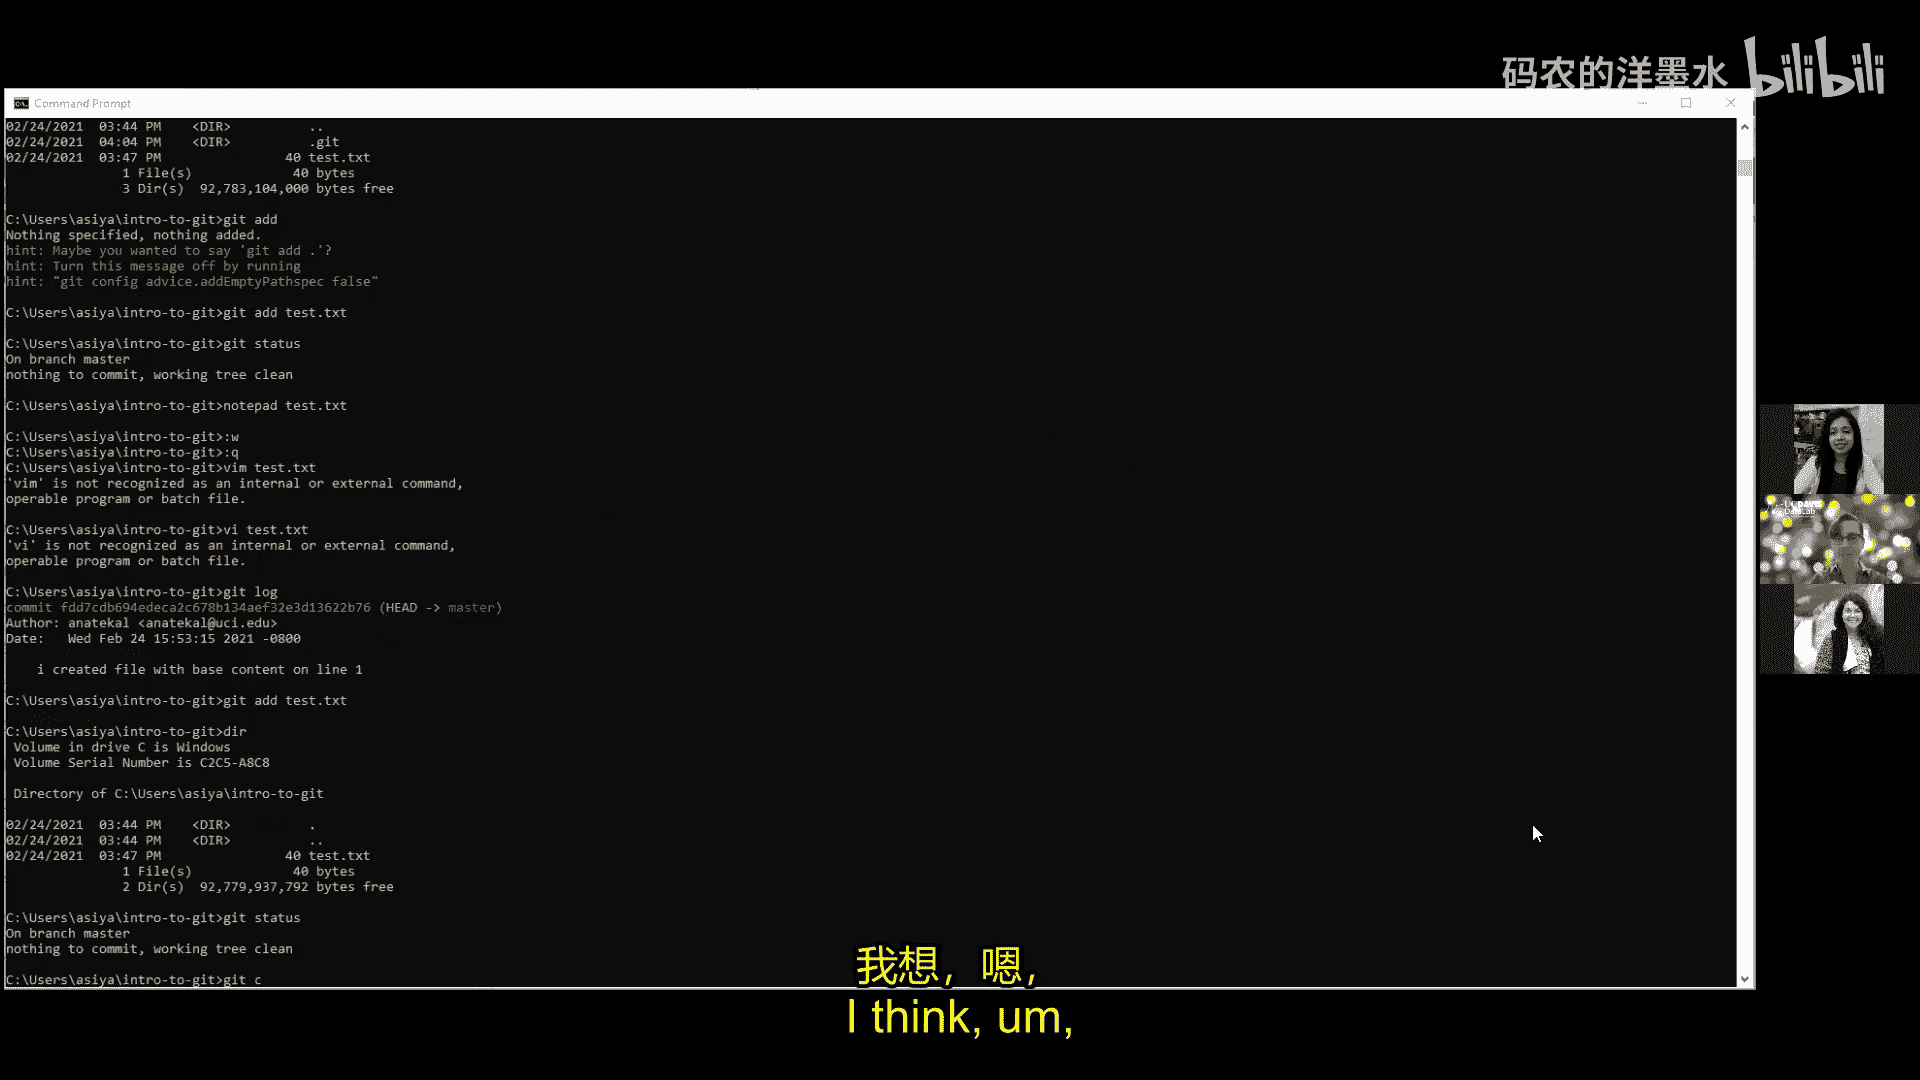 码农的洋墨水 bilibili
Command Prompt
02/24/2021  03:44 PM    <DIR>          ..
02/24/2021  04:04 PM    <DIR>          .git
02/24/2021  03:47 PM                40 test.txt
               1 File(s)             40 bytes
               3 Dir(s)  92,783,104,000 bytes free
C:\Users\asiya\intro-to-git>git add
Nothing specified, nothing added.
hint: Maybe you wanted to say 'git add .'?
hint: Turn this message off by running
hint: "git config advice.addEmptyPathspec false"
C:\Users\asiya\intro-to-git>git add test.txt
C:\Users\asiya\intro-to-git>git status
On branch master
nothing to commit, working tree clean
C:\Users\asiya\intro-to-git>notepad test.txt
C:\Users\asiya\intro-to-git>:w
C:\Users\asiya\intro-to-git>:q
C:\Users\asiya\intro-to-git>vim test.txt
'vim' is not recognized as an internal or external command,
operable program or batch file.
C:\Users\asiya\intro-to-git>vi test.txt
'vi' is not recognized as an internal or external command,
operable program or batch file.
C:\Users\asiya\intro-to-git>git log
commit fdd7cdb694edeca2c678b134aef32e3d13622b76 (HEAD -> master)
Author: anatekal <anatekal@uci.edu>
Date:   Wed Feb 24 15:53:15 2021 -0800
    i created file with base content on line 1
C:\Users\asiya\intro-to-git>git add test.txt
C:\Users\asiya\intro-to-git>dir
 Volume in drive C is Windows
 Volume Serial Number is C2C5-A8C8
 Directory of C:\Users\asiya\intro-to-git
02/24/2021  03:44 PM    <DIR>          .
02/24/2021  03:44 PM    <DIR>          ..
02/24/2021  03:47 PM                40 test.txt
               1 File(s)             40 bytes
               2 Dir(s)  92,779,937,792 bytes free
C:\Users\asiya\intro-to-git>git status
On branch master
nothing to commit, working tree clean
C:\Users\asiya\intro-to-git>git c
DataLab
我想，嗯，
I think, um,